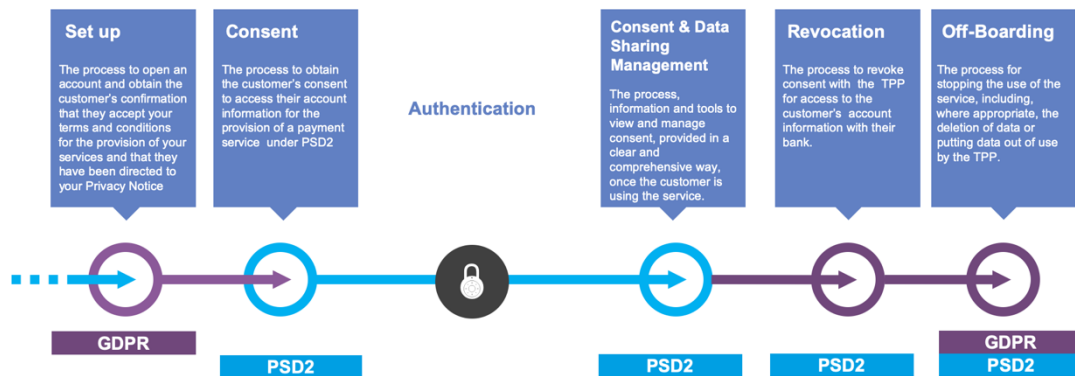 Set up
The process to open an
account and obtain the
customer's confirmation
that they accept your
terms and conditions
for the provision of your
services and that they
have been directed to
your Privacy Notice
Consent
The process to obtain
the customer's consent
to access their account
information for the
provision of a payment
service under PSD2
Authentication
Consent & Data
Sharing
Management
The process,
information and tools to
view and manage
consent, provided in a
clear and
comprehensive way,
once the customer is
using the service.
Revocation
The process to revoke
consent with the TPP
for access to the
customer's account
information with their
bank.
Off-Boarding
The process for
stopping the use of the
service, including,
where appropriate, the
deletion of data or
putting data out of use
by the TPP.
GDPR
PSD2
PSD2
PSD2
GDPR
PSD2